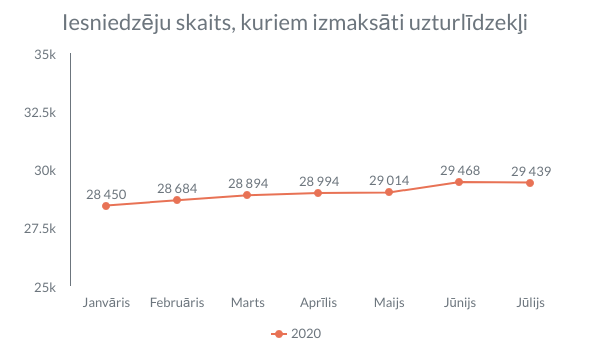 Iesniedzēju skaits, kuriem izmaksāti uzturlīdzekļi
35k
32.5k
30k
27.5k
25k
28 450
28 684
28 894
28 994
29 014
29 468
29 439
Janvāris Februāris Marts Aprīlis Maijs Jūnijs Jūlijs
2020